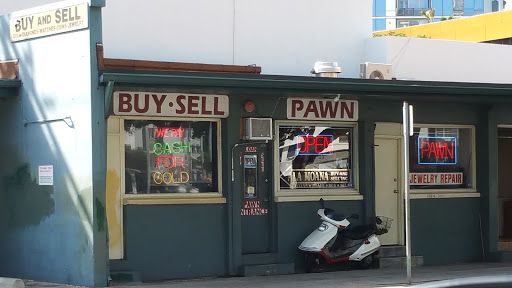 BUY AND SELL
BUY·SELL
PAWN
WE PAY
CASH
FOR
GOLD
OPEN
PAWN
ALA MOANA
JEWELRY REPAIR
PAWN
ENTRANCE